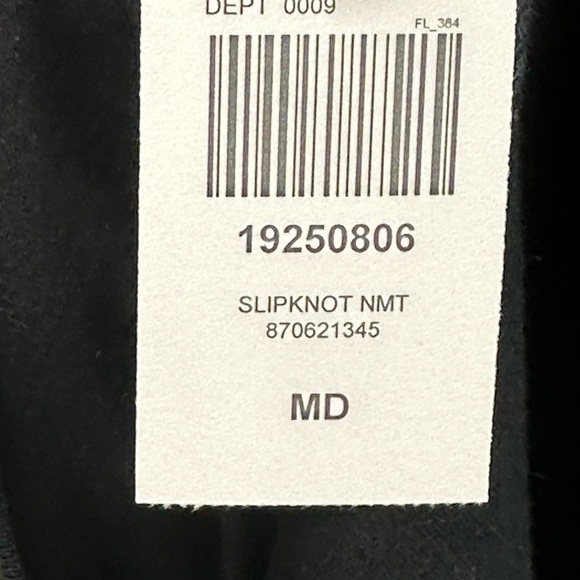 DEPT 0009
FL_384
19250806
SLIPKNOT NMT
870621345
MD